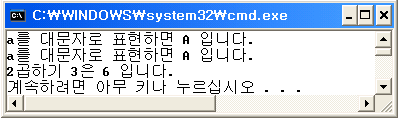 C:₩WINDOWS₩system32₩cmd.exe
a를 대문자로 표현하면 A 입니다.
a를 대문자로 표현하면 A 입니다.
2곱하기 3은 6 입니다.
계속하려면 아무 키나 누르십시오 . . .